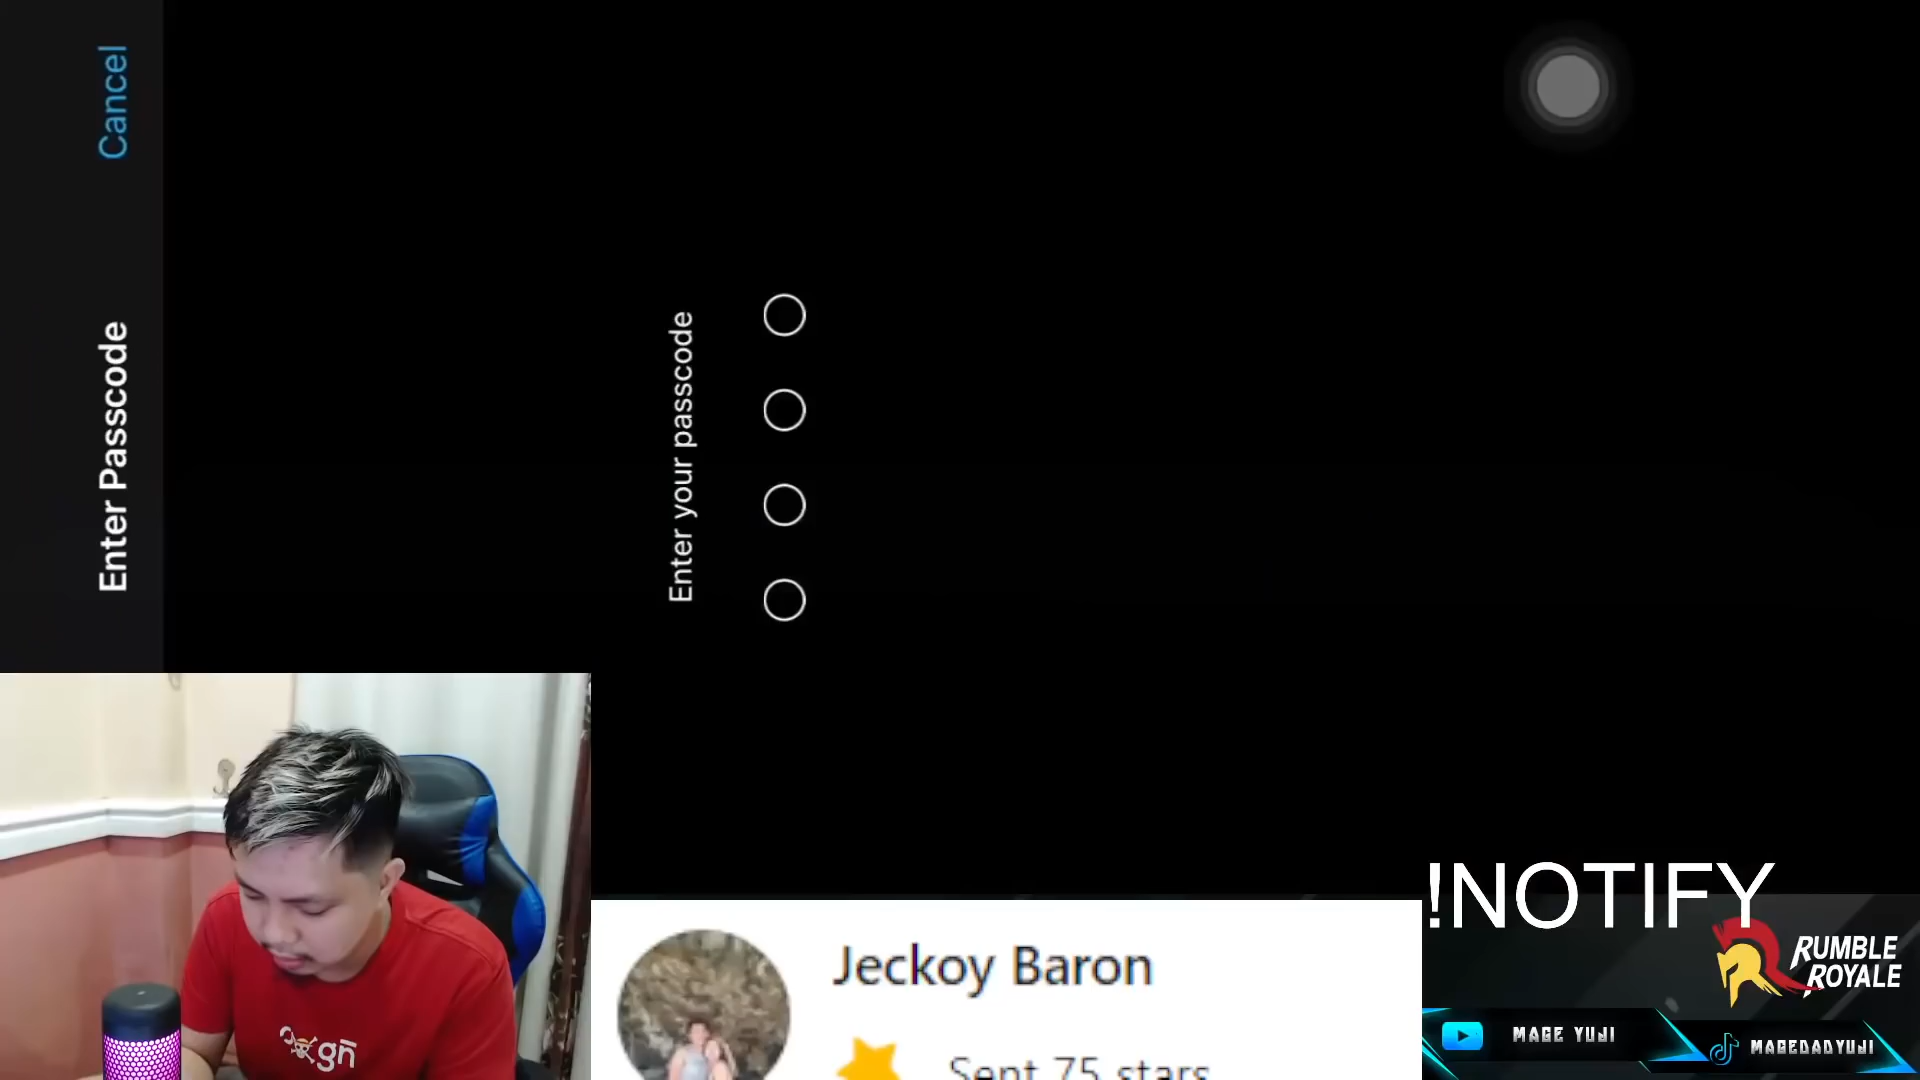 Cancel
Enter Passcode
Enter your passcode
!NOTIFY
RUMBLE
ROYALE
Jeckoy Baron
Sent 75 stars
MAGE YUJI
MAGEDADYUJI